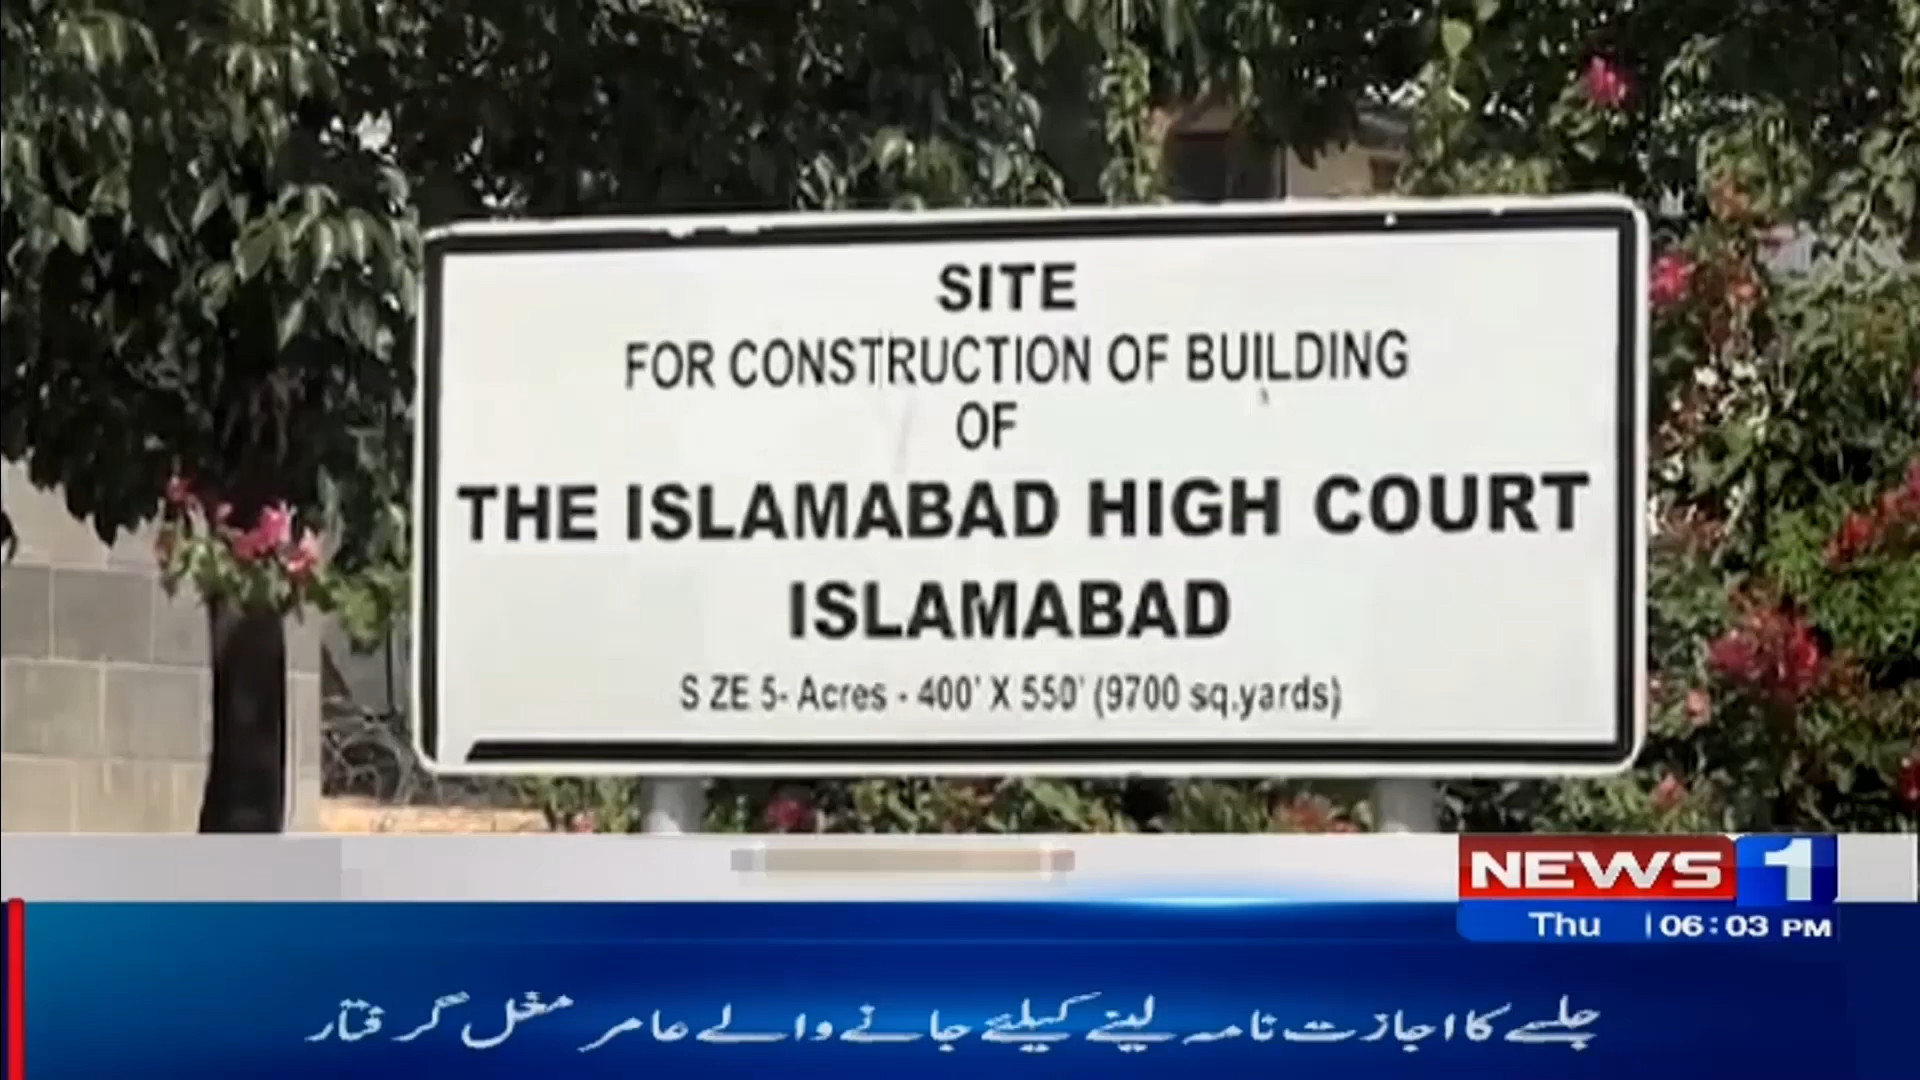 SITE
FOR CONSTRUCTION OF BUILDING
OF
THE ISLAMABAD HIGH COURT
ISLAMABAD
S ZE 5- Acres - 400' X 550' (9700 sq.yards)
NEWS 1
Thu 06:03 PM
جلسے کا اجازت نامہ لینے کیلئے جانے والے عامر مغل گرفتار